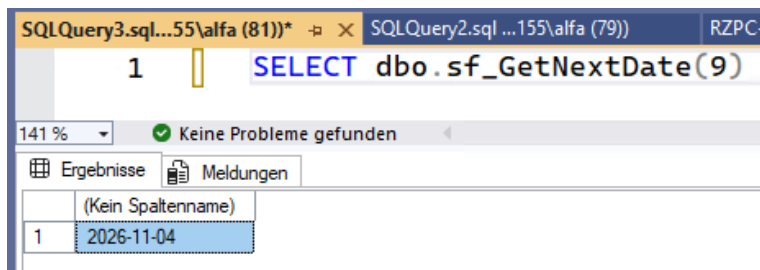 SQLQuery3.sql...55\alfa (81))* SQLQuery2.sql ...155\alfa (79)) RZPC-
1 SELECT dbo.sf_GetNextDate(9)
141 % Keine Probleme gefunden
Ergebnisse Meldungen
(Kein Spaltenname)
1 2026-11-04